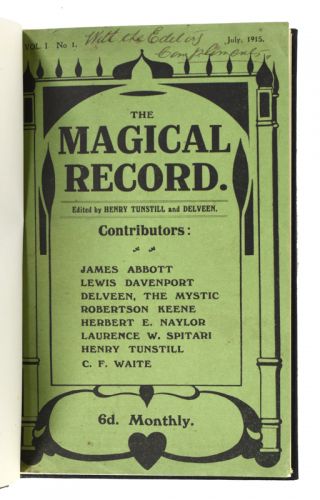 VOL. I No 1. With the Editor's July, 1915.
Compliments.
THE
MAGICAL
RECORD.
Edited by HENRY TUNSTILL and DELVEEN.
Contributors:
JAMES ABBOTT
LEWIS DAVENPORT
DELVEEN, THE MYSTIC
ROBERTSON KEENE
HERBERT E. NAYLOR
LAURENCE W. SPITARI
HENRY TUNSTILL
C. F. WAITE
6d. Monthly.